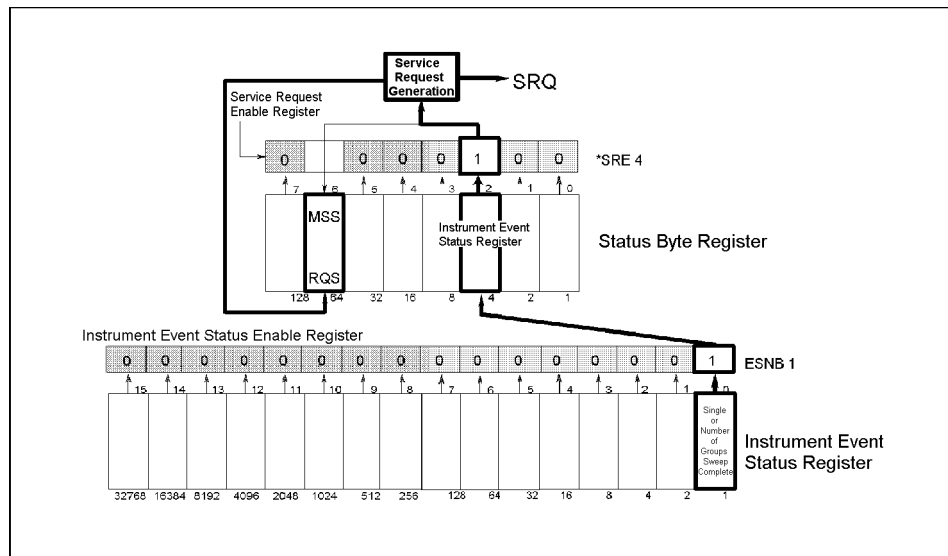 Service
Request
Generation
SRQ
Service Request
Enable Register
0 0 0 0 1 0 0
*SRE 4
7 6 5 4 3 2 1 0
MSS
Instrument Event
Status Register
Status Byte Register
RQS
128 64 32 16 8 4 2 1
Instrument Event Status Enable Register
0 0 0 0 0 0 0 0 0 0 0 0 0 0 0 1
ESNB 1
15 14 13 12 11 10 9 8 7 6 5 4 3 2 1 0
Single
or
Number
of
Groups
Sweep
Complete
Instrument Event
Status Register
32768 16384 8192 4096 2048 1024 512 256 128 64 32 16 8 4 2 1